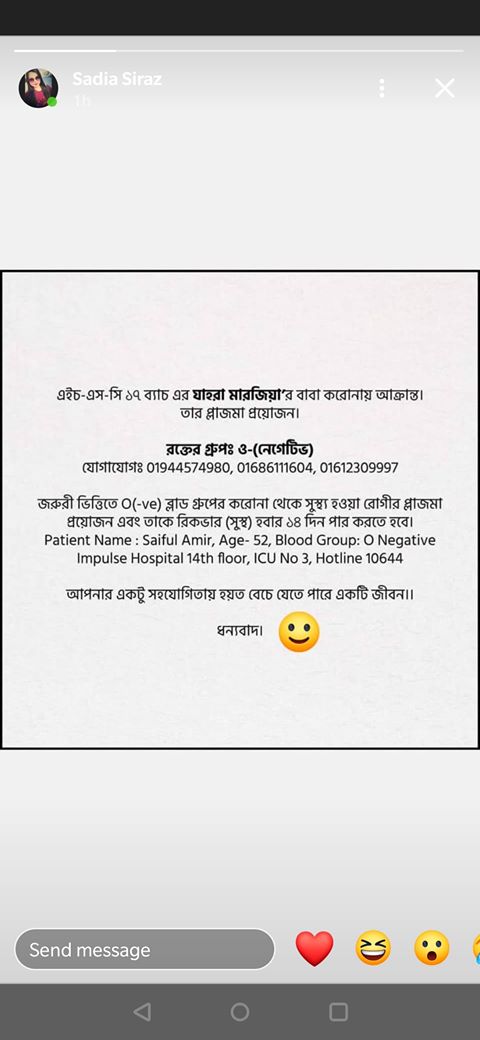 Sadia Siraz
1h
এইচ-এস-সি ১৭ ব্যাচ এর যাহরা মারজিয়া'র বাবা করোনায় আক্রান্ত।
তার প্লাজমা প্রয়োজন।
রক্তের গ্রুপঃ ও-(নেগেটিভ)
যোগাযোগঃ 01944574980, 01686111604, 01612309997
জরুরী ভিত্তিতে O(-ve) ব্লাড গ্রুপের করোনা থেকে সুস্থ্য হওয়া রোগীর প্লাজমা
প্রয়োজন এবং তাকে রিকভার (সুস্থ) হবার ১৪ দিন পার করতে হবে।
Patient Name : Saiful Amir, Age- 52, Blood Group: O Negative
Impulse Hospital 14th floor, ICU No 3, Hotline 10644
আপনার একটু সহযোগিতায় হয়ত বেচে যেতে পারে একটি জীবন।।
ধন্যবাদ।
Send message